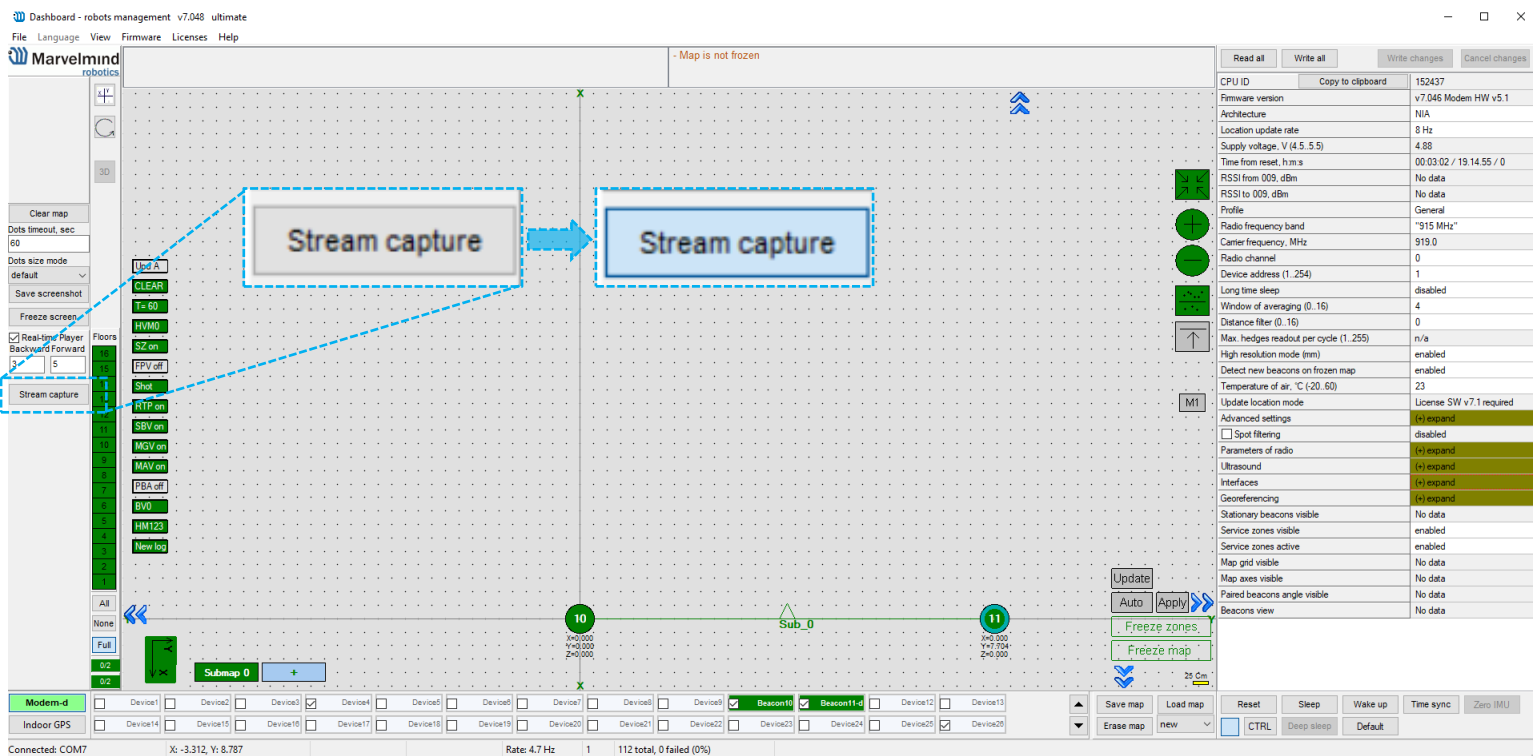 Dashboard - robots management v7.048 ultimate
File Language View Firmware Licenses Help
Marvelmind
robotics
- Map is not frozen
Read all Write all Write changes Cancel changes
CPU ID Copy to clipboard 152437
Firmware version v7.046 Modem HW v5.1
Architecture NIA
Location update rate 8 Hz
Supply voltage, V (4.5..5.5) 4.88
Time from reset, h:m:s 00:03:02 / 19.14.55 / 0
RSSI from 009, dBm No data
RSSI to 009, dBm No data
Profile General
Radio frequency band "915 MHz"
Carrier frequency, MHz 919.0
Radio channel 0
Device address (1..254) 1
Long time sleep disabled
Window of averaging (0..16) 4
Distance filter (0..16) 0
Max. hedges readout per cycle (1..255) n/a
High resolution mode (mm) enabled
Detect new beacons on frozen map enabled
Temperature of air, °C (-20..60) 23
Update location mode License SW v7.1 required
Advanced settings (+) expand
Spot filtering disabled
Parameters of radio (+) expand
Ultrasound (+) expand
Interfaces (+) expand
Georeferencing (+) expand
Stationary beacons visible No data
Service zones visible enabled
Service zones active enabled
Map grid visible No data
Map axes visible No data
Paired beacons angle visible No data
Beacons view No data
X Y
3D
Clear map
Dots timeout, sec
60
Dots size mode
default
Save screenshot
Freeze screen
Real-time Player
Backward Forward
3 5
Stream capture
Floors
16
15
12
11
10
9
8
7
6
5
4
3
2
1
All
None
Full
0/2
0/2
X
Stream capture
Stream capture
Upd A
CLEAR
T= 60
HVM0
SZ on
FPV off
Shot
RTP on
SBV on
MGV on
MAV on
PBA off
BV0
HM123
New log
M1
Update
Auto Apply
Freeze zones
Freeze map
25 Cm
10
X=0.000
Y=0.000
Z=0.000
Sub_0
11
X=0.000
Y=7.704
Z=0.000
Y
Y
X
Submap 0 +
X
Modem-d Device1 Device2 Device3 Device4 Device5 Device6 Device7 Device8 Device9 Beacon10 Beacon11-d Device12 Device13
Indoor GPS Device14 Device15 Device16 Device17 Device18 Device19 Device20 Device21 Device22 Device23 Device24 Device25 Device26
Save map Load map Reset Sleep Wake up Time sync Zero IMU
Erase map new CTRL Deep sleep Default
Connected: COM7 X: -3.312, Y: 8.787 Rate: 4.7 Hz 1 112 total, 0 failed (0%)